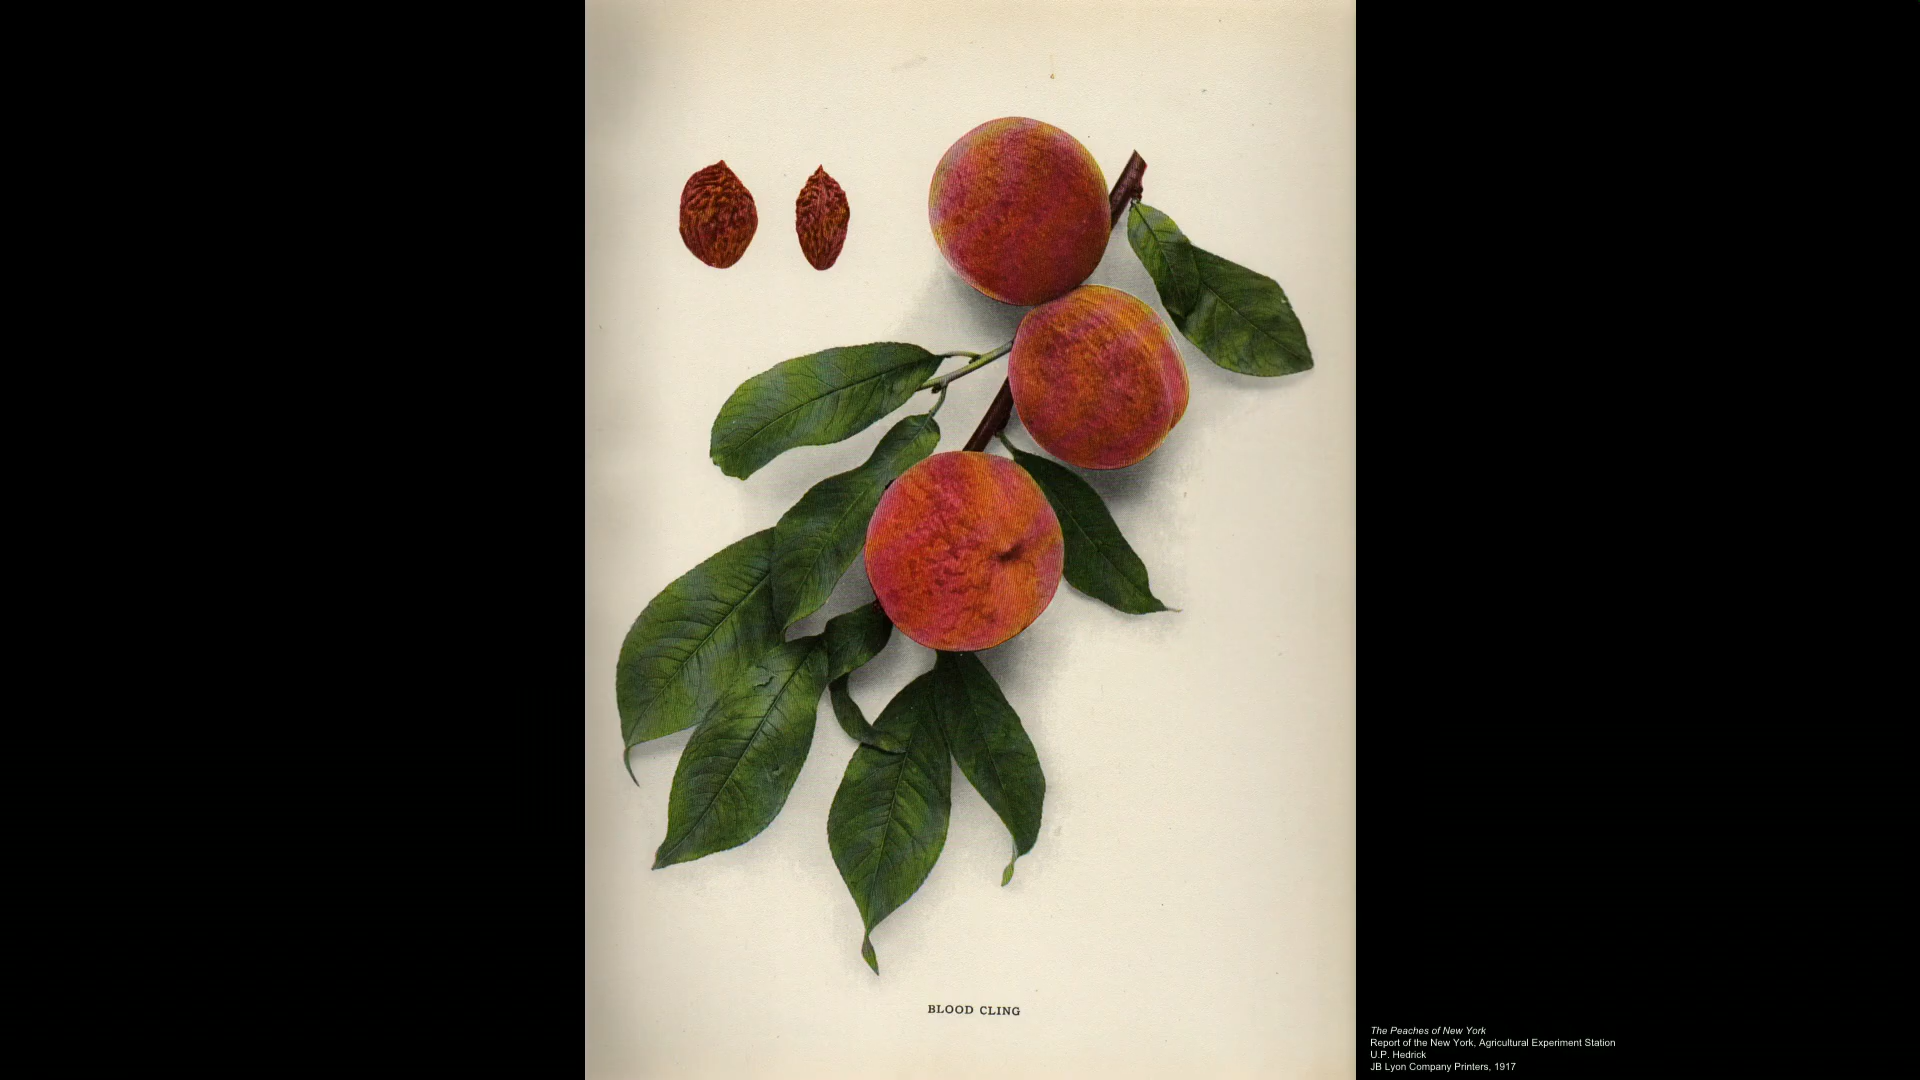 BLOOD CLING
The Peaches of New York
Report of the New York, Agricultural Experiment Station
U.P. Hedrick
JB Lyon Company Printers, 1917